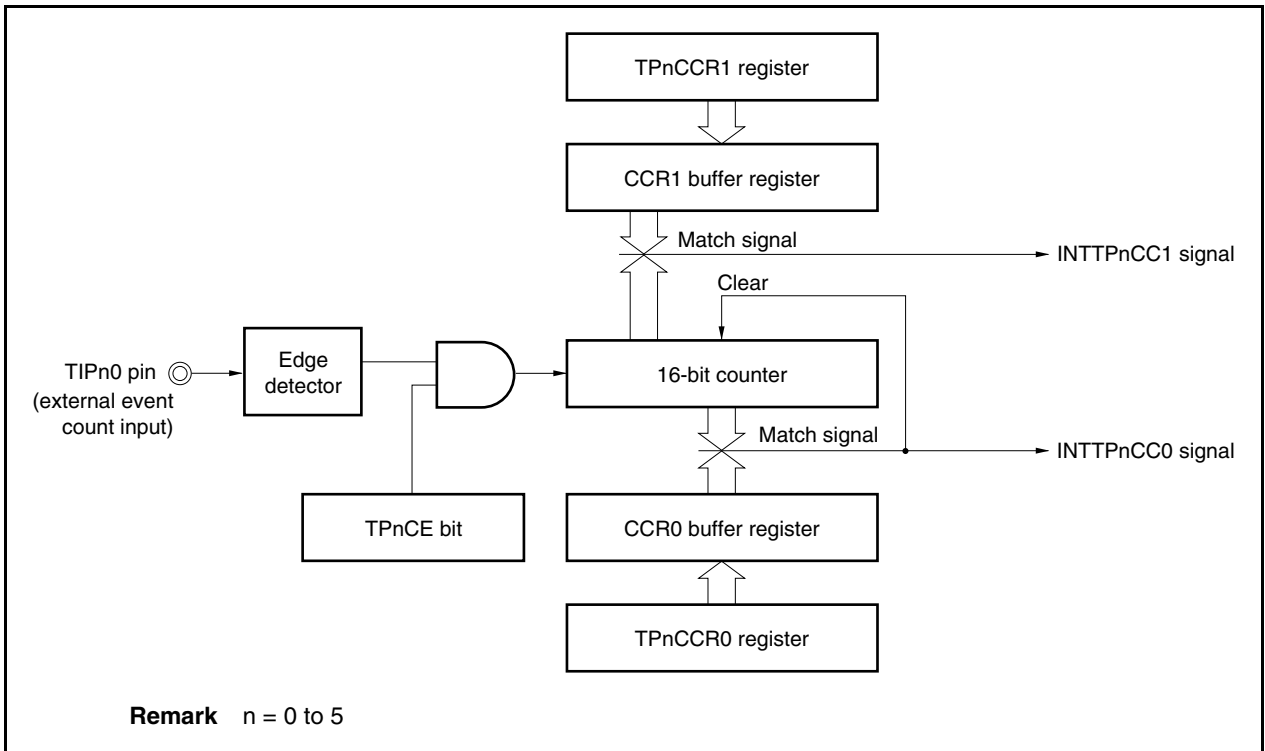 TPnCCR1 register
CCR1 buffer register
Match signal
INTTPnCC1 signal
Clear
TIPn0 pin
(external event
count input)
Edge
detector
16-bit counter
Match signal
INTTPnCC0 signal
TPnCE bit
CCR0 buffer register
TPnCCR0 register
Remark n = 0 to 5